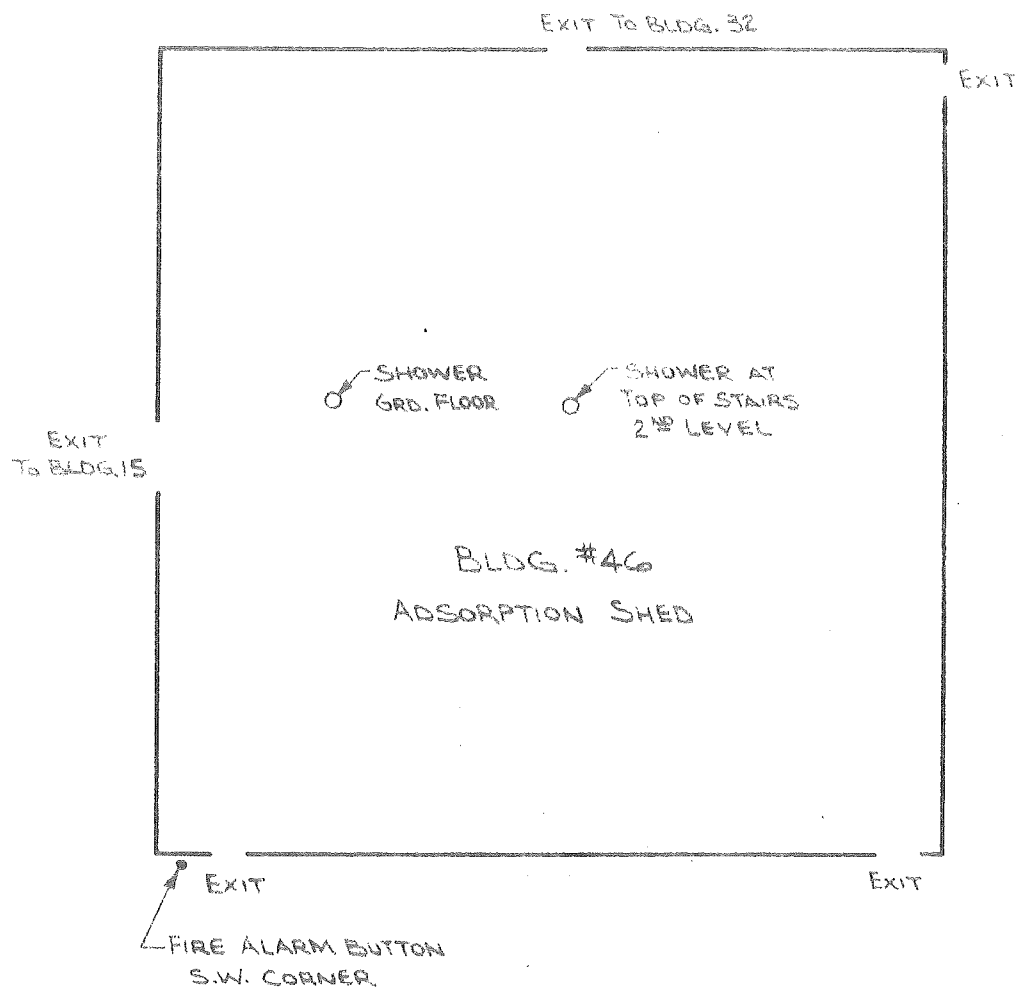 EXIT TO BLDG. 32
EXIT
SHOWER
GRD. FLOOR
SHOWER AT
TOP OF STAIRS
2ND LEVEL
EXIT
TO BLDG.15
BLDG. #46
ADSORPTION SHED
EXIT
EXIT
FIRE ALARM BUTTON
S.W. CORNER